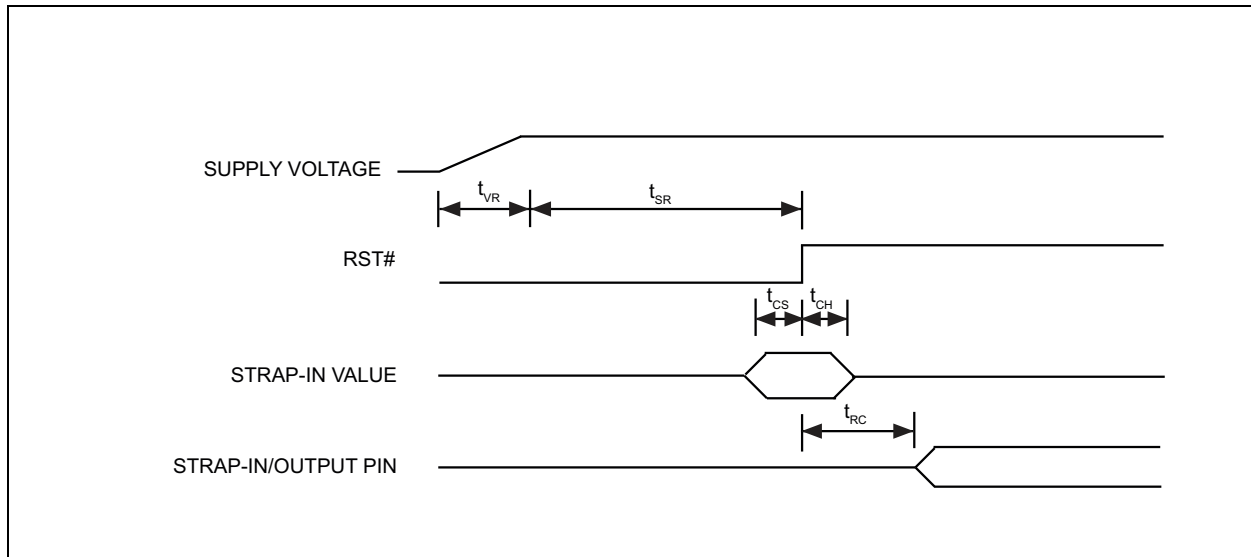 SUPPLY VOLTAGE
tVR
tSR
RST#
tCS
tCH
STRAP-IN VALUE
tRC
STRAP-IN/OUTPUT PIN